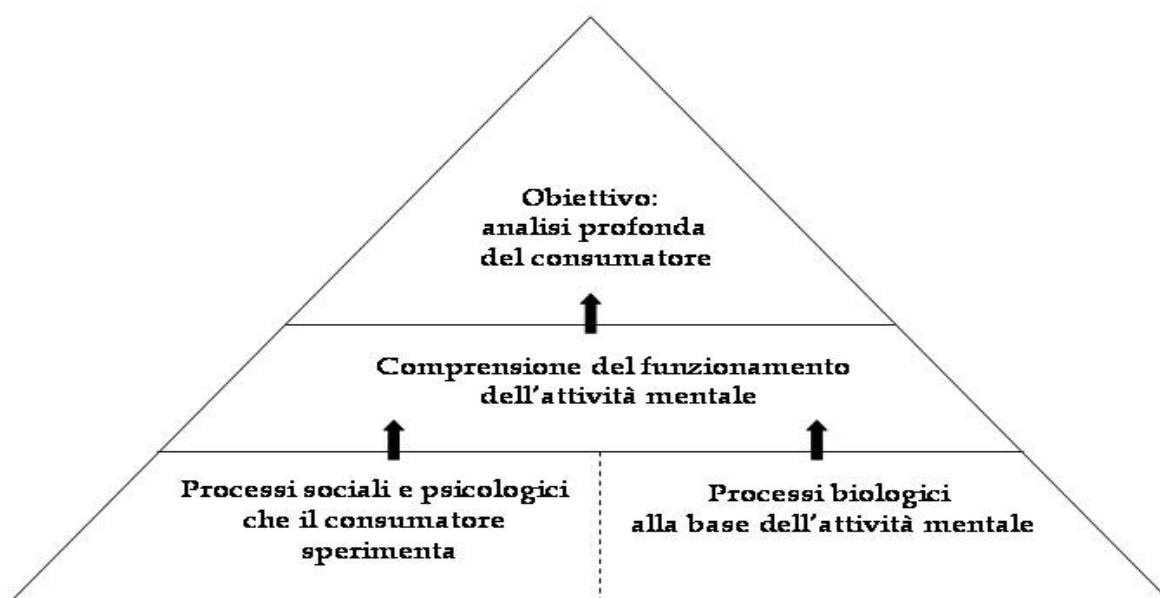 Obiettivo:
analisi profonda
del consumatore
Comprensione del funzionamento
dell'attività mentale
Processi sociali e psicologici
che il consumatore
sperimenta
Processi biologici
alla base dell'attività mentale